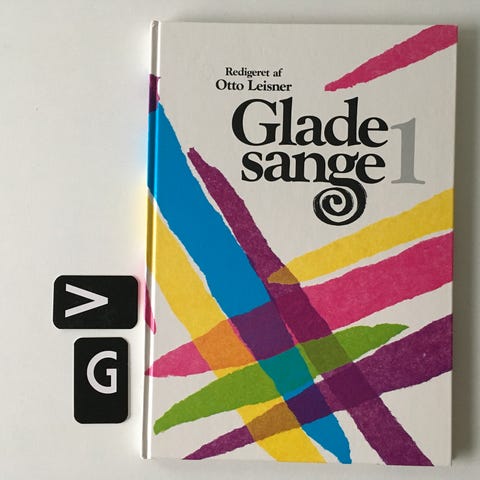 Redigeret af
Otto Leisner
Glade
sange 1
V
G